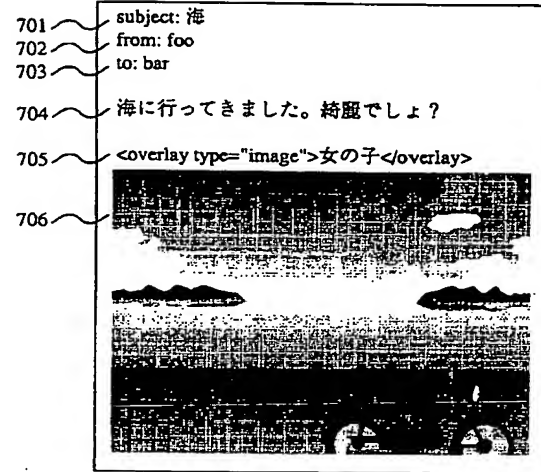 701 subject: 海
702 from: foo
703 to: bar
704 海に行ってきました。綺麗でしょ？
705 <overlay type="image">女の子</overlay>
706